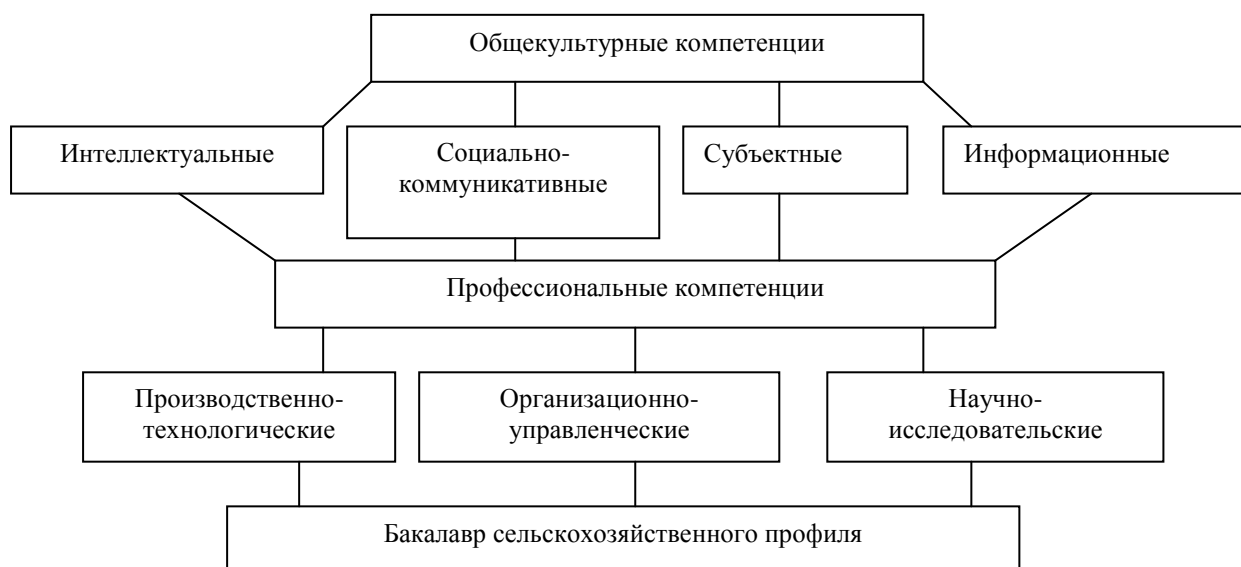 Общекультурные компетенции
Интеллектуальные
Социально-
коммуникативные
Субъектные
Информационные
Профессиональные компетенции
Производственно-
технологические
Организационно-
управленческие
Научно-
исследовательские
Бакалавр сельскохозяйственного профиля